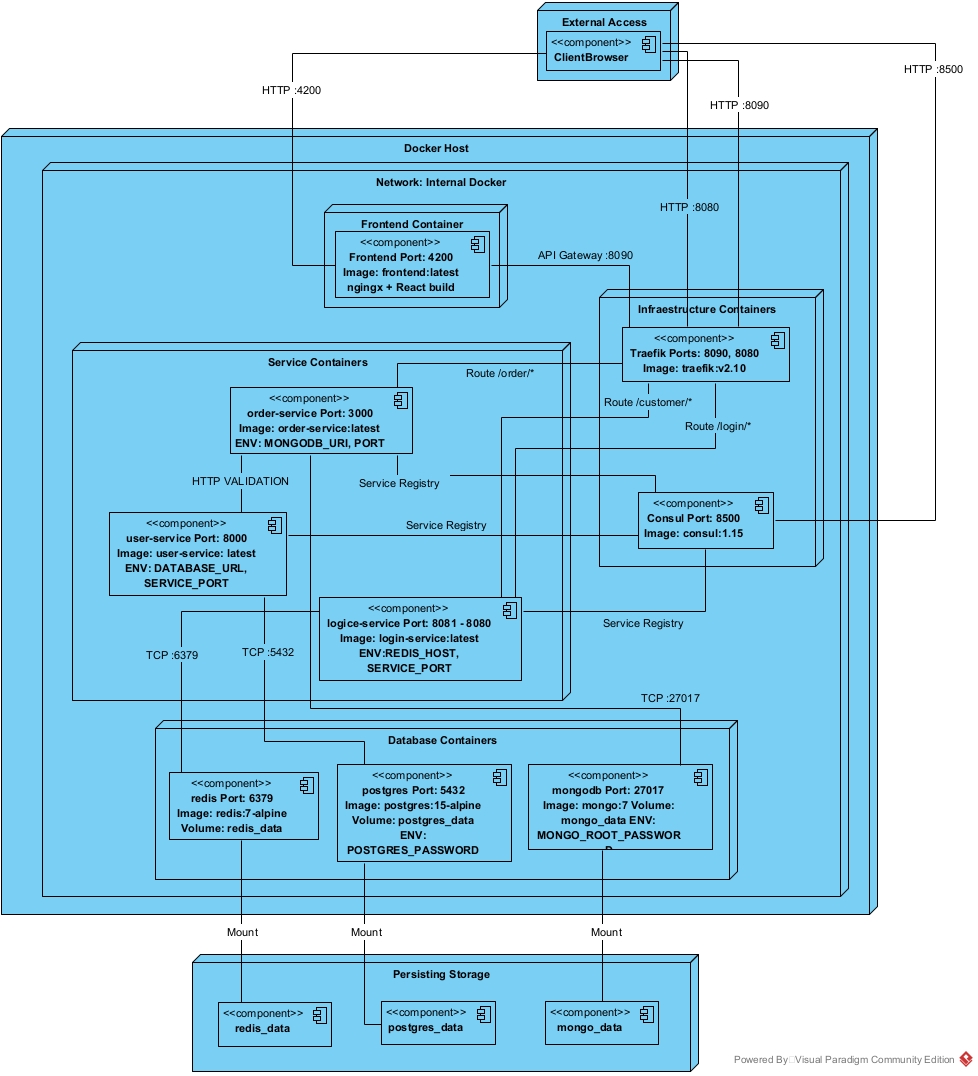 External Access
<<component>>
ClientBrowser
HTTP :4200
HTTP :8500
HTTP :8090
Docker Host
Network: Internal Docker
HTTP :8080
Frontend Container
<<component>>
Frontend Port: 4200
Image: frontend:latest
ngingx + React build
API Gateway :8090
Infraestructure Containers
<<component>>
Traefik Ports: 8090, 8080
Image: traefik:v2.10
Service Containers
Route /order/*
Route /customer/*
Route /login/*
<<component>>
order-service Port: 3000
Image: order-service:latest
ENV: MONGODB_URI, PORT
HTTP VALIDATION
Service Registry
<<component>>
Consul Port: 8500
Image: consul:1.15
Service Registry
<<component>>
user-service Port: 8000
Image: user-service: latest
ENV: DATABASE_URL,
SERVICE_PORT
<<component>>
logice-service Port: 8081 - 8080
Image: login-service:latest
ENV:REDIS_HOST,
SERVICE_PORT
Service Registry
TCP :6379
TCP :5432
TCP :27017
Database Containers
<<component>>
redis Port: 6379
Image: redis:7-alpine
Volume: redis_data
<<component>>
postgres Port: 5432
Image: postgres:15-alpine
Volume: postgres_data
ENV:
POSTGRES_PASSWORD
<<component>>
mongodb Port: 27017
Image: mongo:7 Volume:
mongo_data ENV:
MONGO_ROOT_PASSWOR
Mount
Mount
Mount
Persisting Storage
<<component>>
redis_data
<<component>>
postgres_data
<<component>>
mongo_data
Powered By Visual Paradigm Community Edition